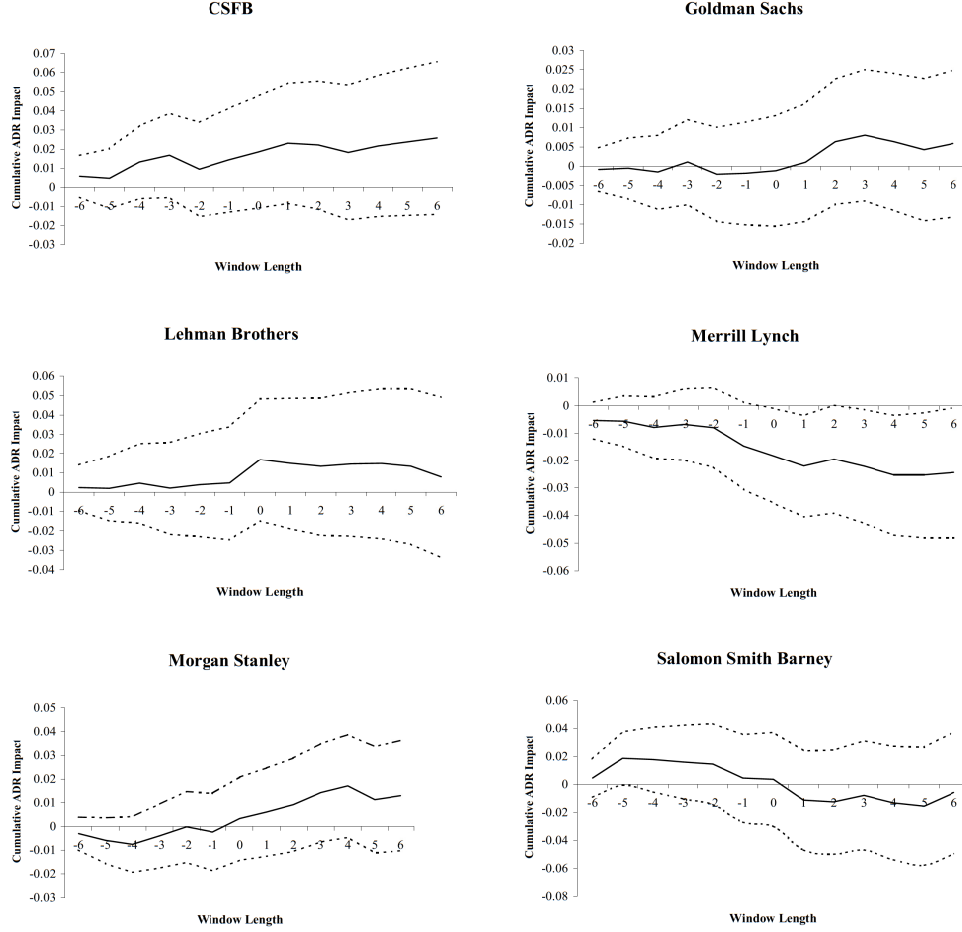 CSFB
0.07
0.06
0.05
0.04
0.03
0.02
0.01
0
-0.01
-0.02
-0.03
Cumulative ADR Impact
-6 -5 -4 -3 -2 -1 0 1 2 3 4 5 6
Window Length
Goldman Sachs
0.03
0.025
0.02
0.015
0.01
0.005
0
-0.005
-0.01
-0.015
-0.02
Cumulative ADR Impact
-6 -5 -4 -3 -2 -1 0 1 2 3 4 5 6
Window Length
Lehman Brothers
0.06
0.05
0.04
0.03
0.02
0.01
0
-0.01
-0.02
-0.03
-0.04
Cumulative ADR Impact
-6 -5 -4 -3 -2 -1 0 1 2 3 4 5 6
Window Length
Merrill Lynch
0.01
0
-0.01
-0.02
-0.03
-0.04
-0.05
-0.06
Cumulative ADR Impact
-6 -5 -4 -3 -2 -1 0 1 2 3 4 5 6
Window Length
Morgan Stanley
0.05
0.04
0.03
0.02
0.01
0
-0.01
-0.02
-0.03
Cumulative ADR Impact
-6 -5 -4 -3 -2 -1 0 1 2 3 4 5 6
Window Length
Salomon Smith Barney
0.06
0.04
0.02
0
-0.02
-0.04
-0.06
-0.08
Cumulative ADR Impact
-6 -5 -4 -3 -2 -1 0 1 2 3 4 5 6
Window Length